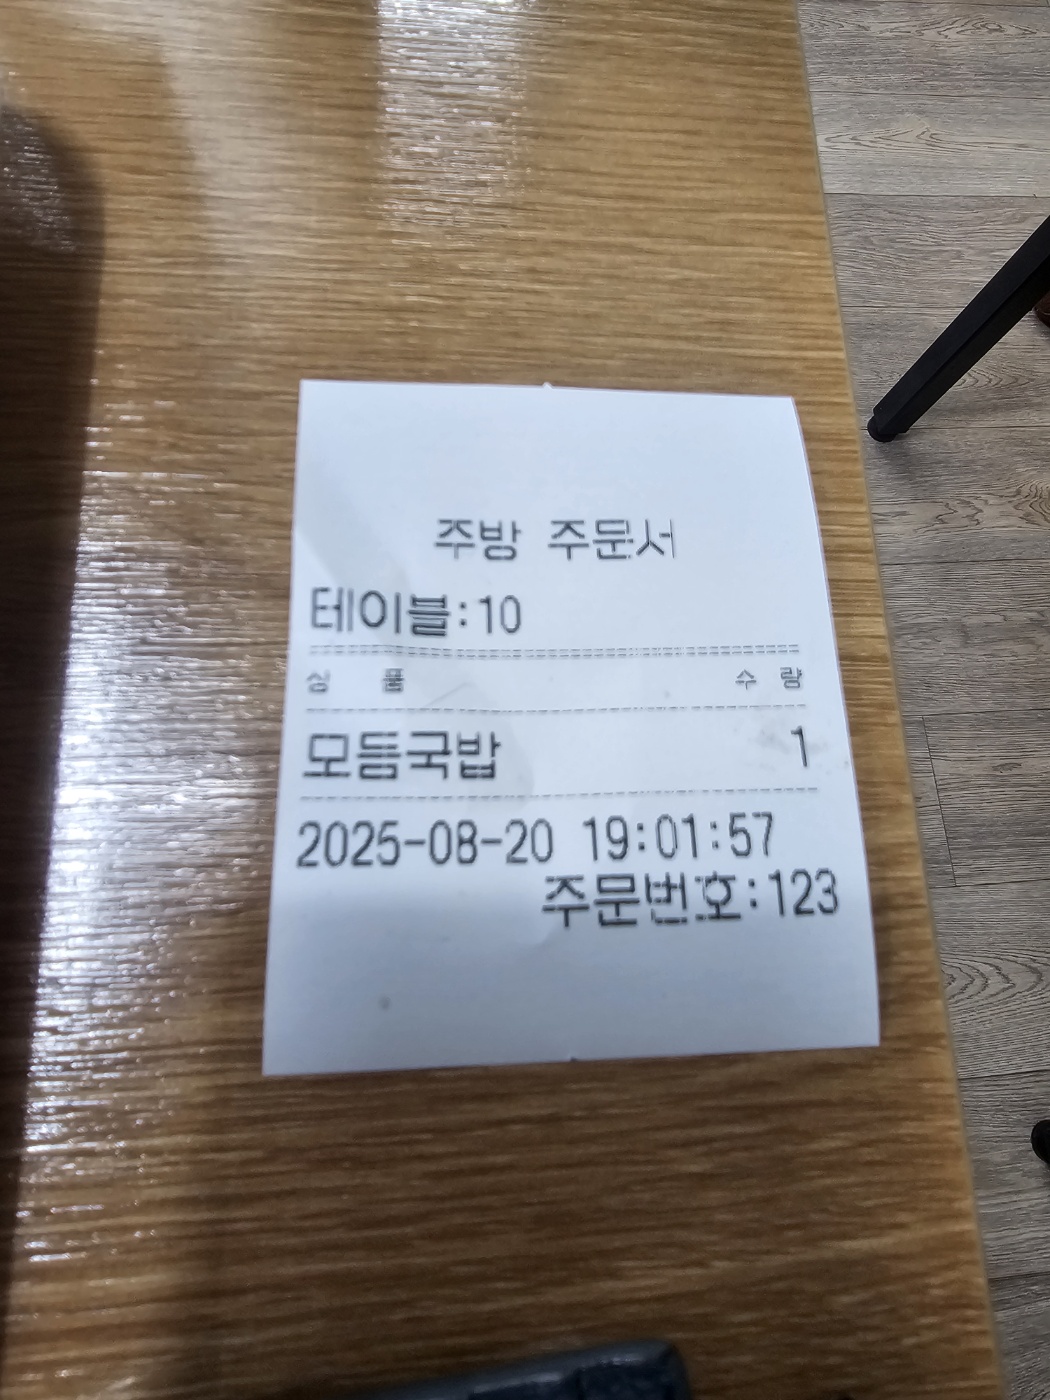 주방 주문서
테이블:10
상 품 수 량
모듬국밥 1
2025-08-20 19:01:57
주문번호:123